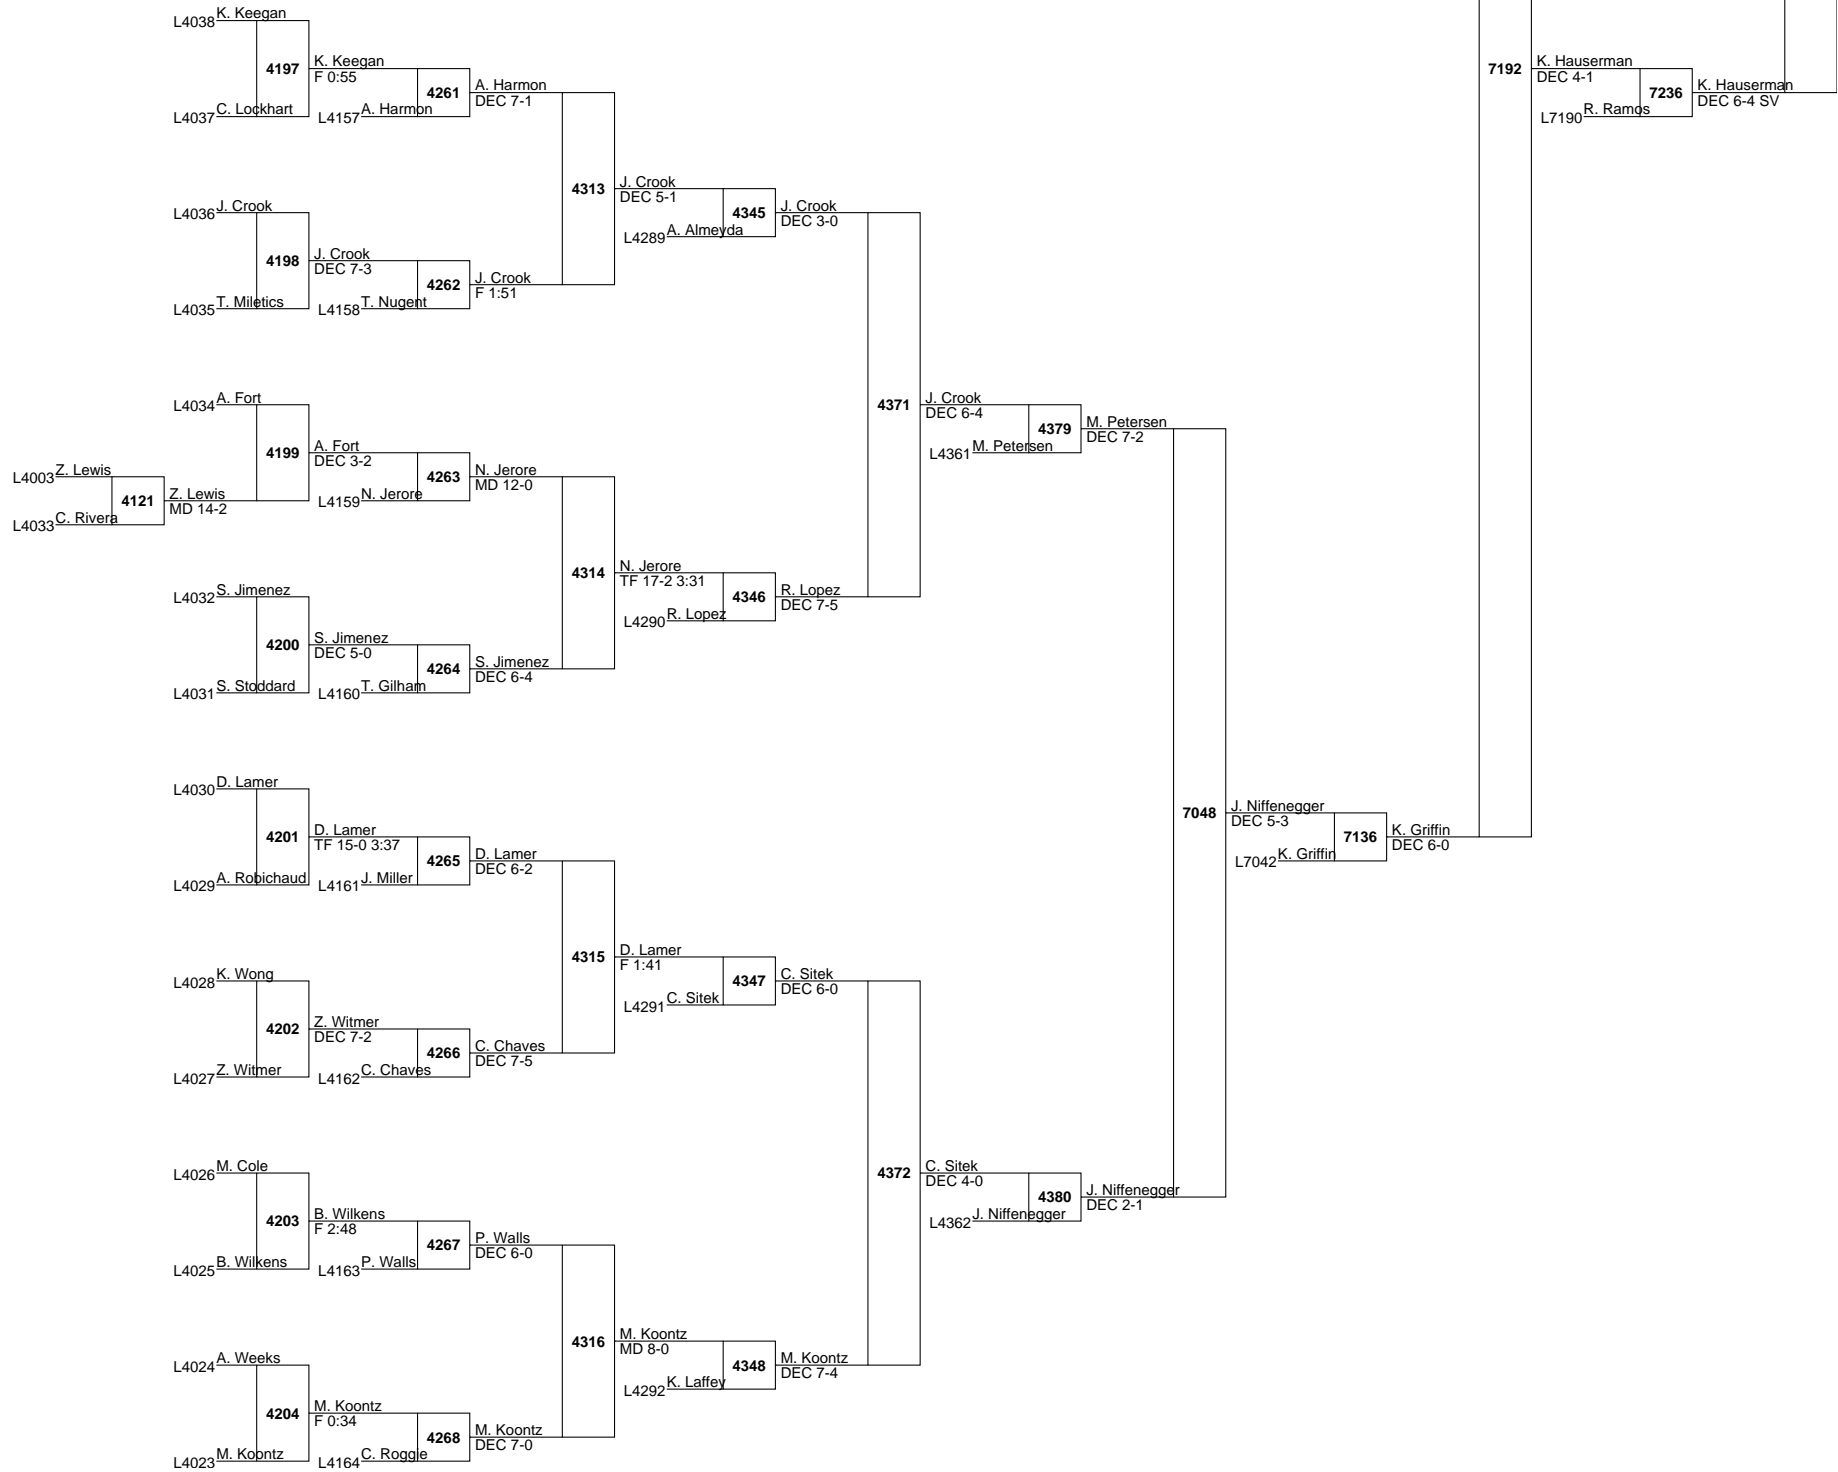 L4038 K. Keegan
4197
K. Keegan
F 0:55
L4037 C. Lockhart
4261
L4157 A. Harmon
A. Harmon
DEC 7-1
4313
L4036 J. Crook
4198
J. Crook
DEC 7-3
L4035 T. Miletics
4262
L4158 T. Nugent
J. Crook
F 1:51
J. Crook
DEC 5-1
4345
L4289 A. Almeyda
J. Crook
DEC 3-0
L4034 A. Fort
4199
A. Fort
DEC 3-2
L4003 Z. Lewis
4121
L4033 C. Rivera
Z. Lewis
MD 14-2
4263
L4159 N. Jerore
N. Jerore
MD 12-0
4314
L4032 S. Jimenez
4200
S. Jimenez
DEC 5-0
L4031 S. Stoddard
4264
L4160 T. Gilham
S. Jimenez
DEC 6-4
N. Jerore
TF 17-2 3:31
4346
L4290 R. Lopez
R. Lopez
DEC 7-5
4371
J. Crook
DEC 6-4
4379
L4361 M. Petersen
M. Petersen
DEC 7-2
L4030 D. Lamer
4201
D. Lamer
TF 15-0 3:37
L4029 A. Robichaud
4265
L4161 J. Miller
D. Lamer
DEC 6-2
4315
L4028 K. Wong
4202
Z. Witmer
DEC 7-2
L4027 Z. Witmer
4266
L4162 C. Chaves
C. Chaves
DEC 7-5
D. Lamer
F 1:41
4347
L4291 C. Sitek
C. Sitek
DEC 6-0
L4026 M. Cole
4203
B. Wilkens
F 2:48
L4025 B. Wilkens
4267
L4163 P. Walls
P. Walls
DEC 6-0
4316
L4024 A. Weeks
4204
M. Koontz
F 0:34
L4023 M. Koontz
4268
L4164 C. Roggie
M. Koontz
DEC 7-0
M. Koontz
MD 8-0
4348
L4292 K. Laffey
M. Koontz
DEC 7-4
4372
C. Sitek
DEC 4-0
4380
L4362 J. Niffenegger
J. Niffenegger
DEC 2-1
7048
J. Niffenegger
DEC 5-3
7136
L7042 K. Griffin
K. Griffin
DEC 6-0
7192
K. Hauserman
DEC 4-1
7236
L7190 R. Ramos
K. Hauserman
DEC 6-4 SV